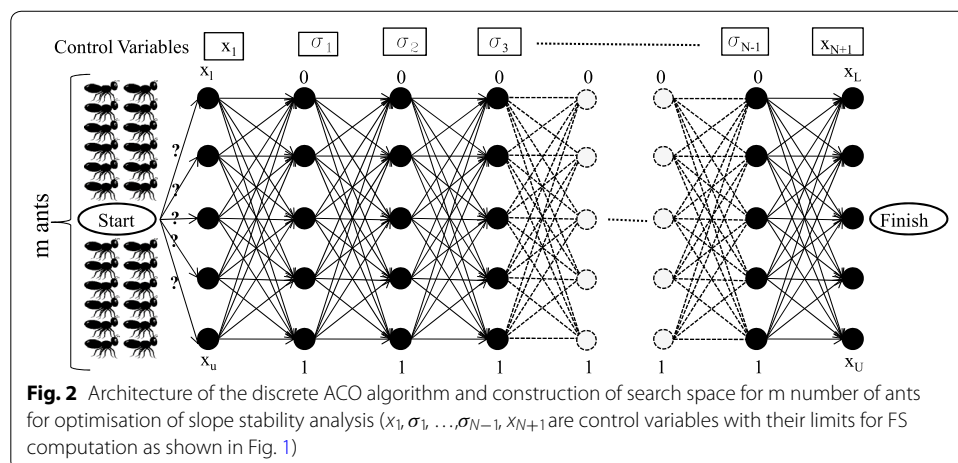 Control Variables x₁ σ₁ σ₂ σ₃ σN-1 xN+1
xₗ 0 0 0 0 0 0 x_L
m ants
?
?
Start ? ........ Finish
?
?
xᵤ 1 1 1 1 1 1 x_U
Fig. 2 Architecture of the discrete ACO algorithm and construction of search space for m number of ants
for optimisation of slope stability analysis (x₁, σ₁, ...,σN−1, xN+1 are control variables with their limits for FS
computation as shown in Fig. 1)